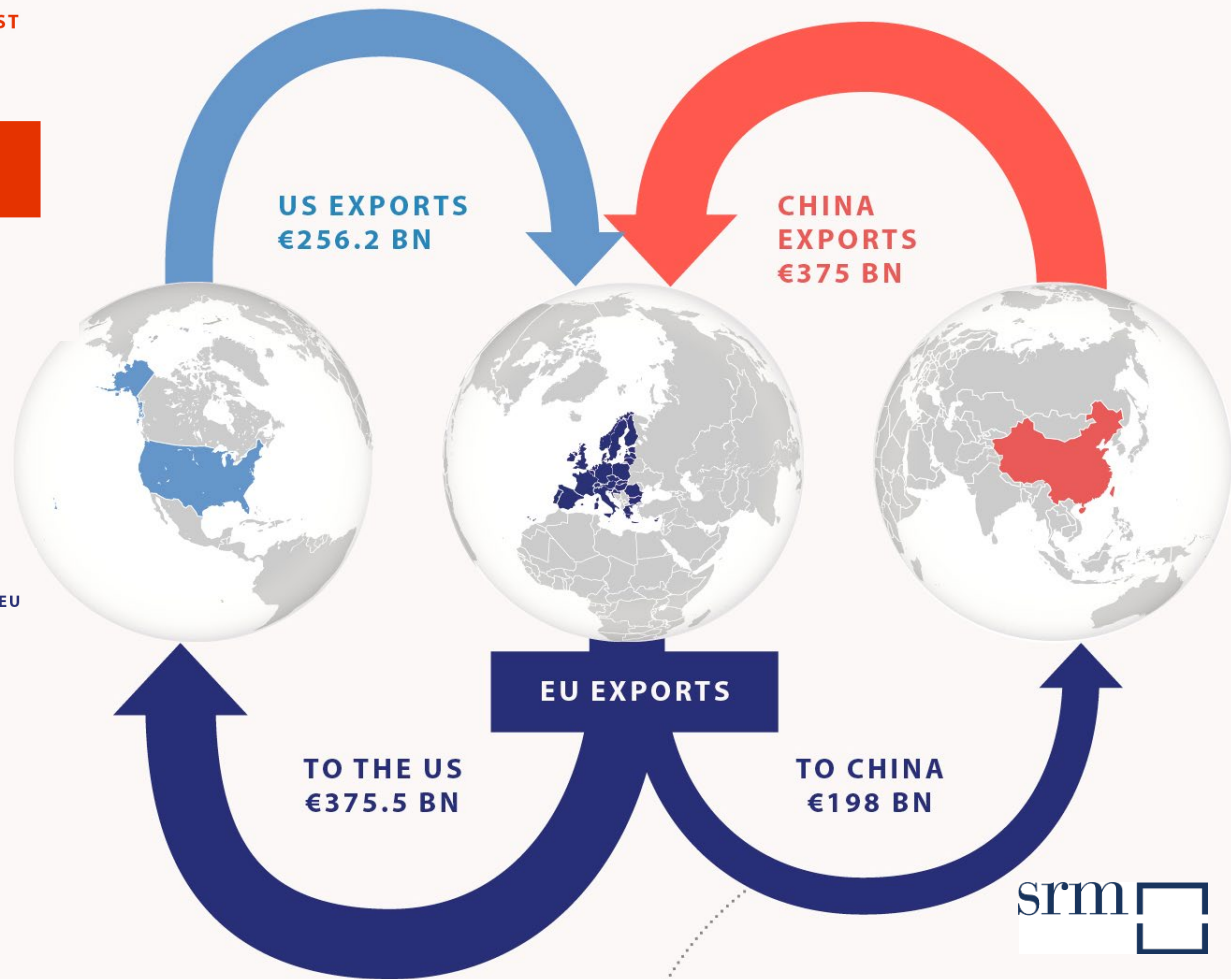 US EXPORTS
€256.2 BN
CHINA
EXPORTS
€375 BN
EU
EU EXPORTS
TO THE US
€375.5 BN
TO CHINA
€198 BN
srm